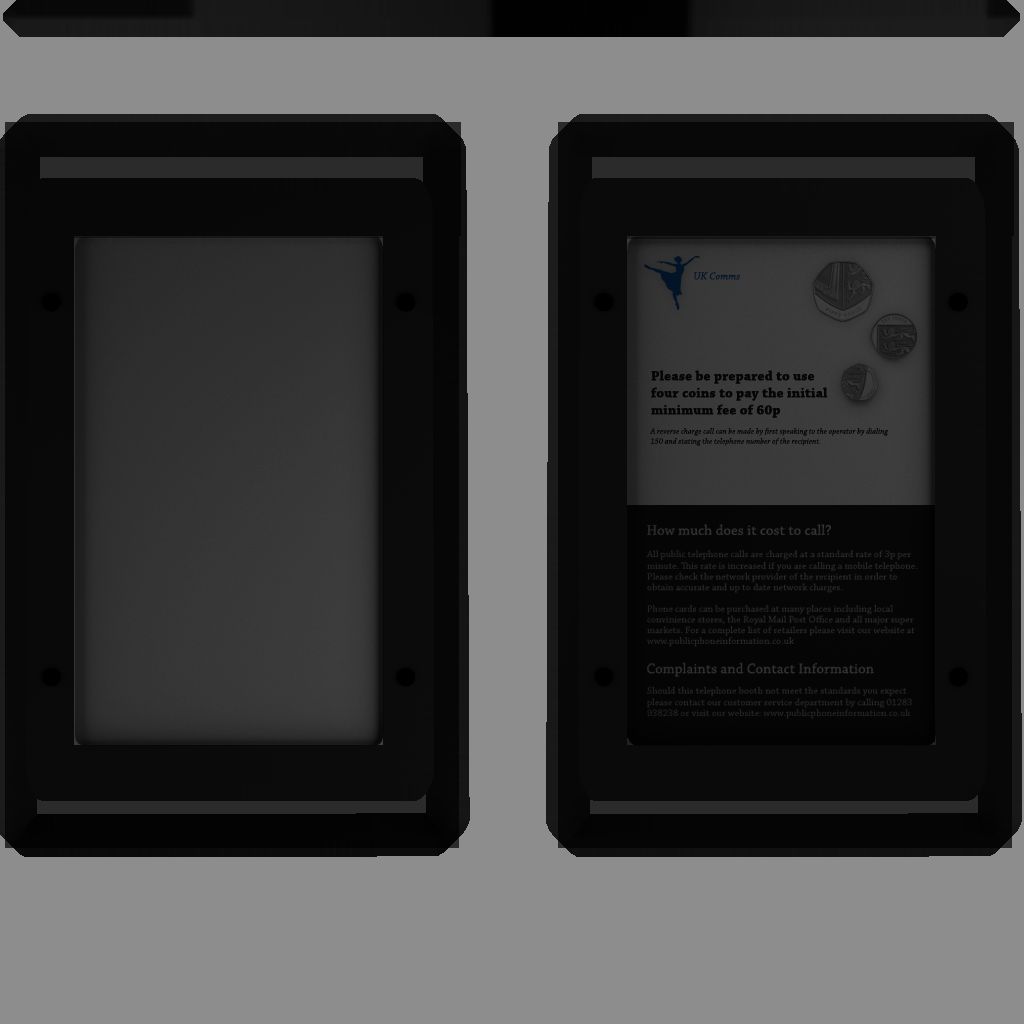 UK Comms
Please be prepared to use
four coins to pay the initial
minimum fee of 60p
A reverse charge call can be made by first speaking to the operator by dialing
150 and stating the telephone number of the recipient.
How much does it cost to call?
All public telephone calls are charged at a standard rate of 3p per
minute. This rate is increased if you are calling a mobile telephone.
Please check the network provider of the recipient in order to
obtain accurate and up to date network charges.
Phone cards can be purchased at many places including local
convinience stores, the Royal Mail Post Office and all major super
markets. For a complete list of retailers please visit our website at
www.publicphoneinformation.co.uk
Complaints and Contact Information
Should this telephone booth not meet the standards you expect
please contact our customer service department by calling 01283
938238 or visit our website: www.publicphoneinformation.co.uk